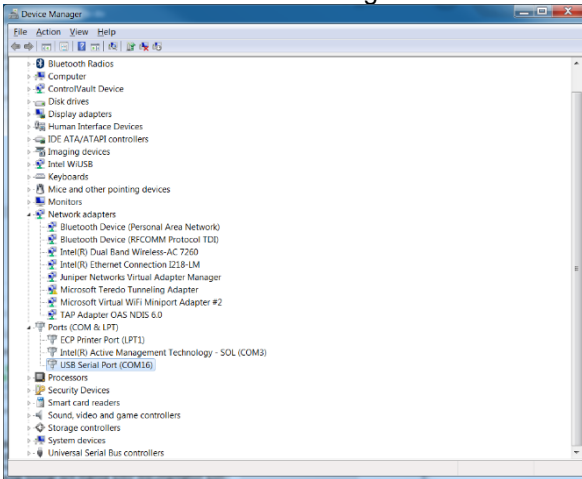 Device Manager
File Action View Help
Bluetooth Radios
Computer
ControlVault Device
Disk drives
Display adapters
Human Interface Devices
IDE ATA/ATAPI controllers
Imaging devices
Intel WiUSB
Keyboards
Mice and other pointing devices
Monitors
Network adapters
Bluetooth Device (Personal Area Network)
Bluetooth Device (RFCOMM Protocol TDI)
Intel(R) Dual Band Wireless-AC 7260
Intel(R) Ethernet Connection I218-LM
Juniper Networks Virtual Adapter Manager
Microsoft Teredo Tunneling Adapter
Microsoft Virtual WiFi Miniport Adapter #2
TAP Adapter OAS NDIS 6.0
Ports (COM & LPT)
ECP Printer Port (LPT1)
Intel(R) Active Management Technology - SOL (COM3)
USB Serial Port (COM16)
Processors
Security Devices
Smart card readers
Sound, video and game controllers
Storage controllers
System devices
Universal Serial Bus controllers